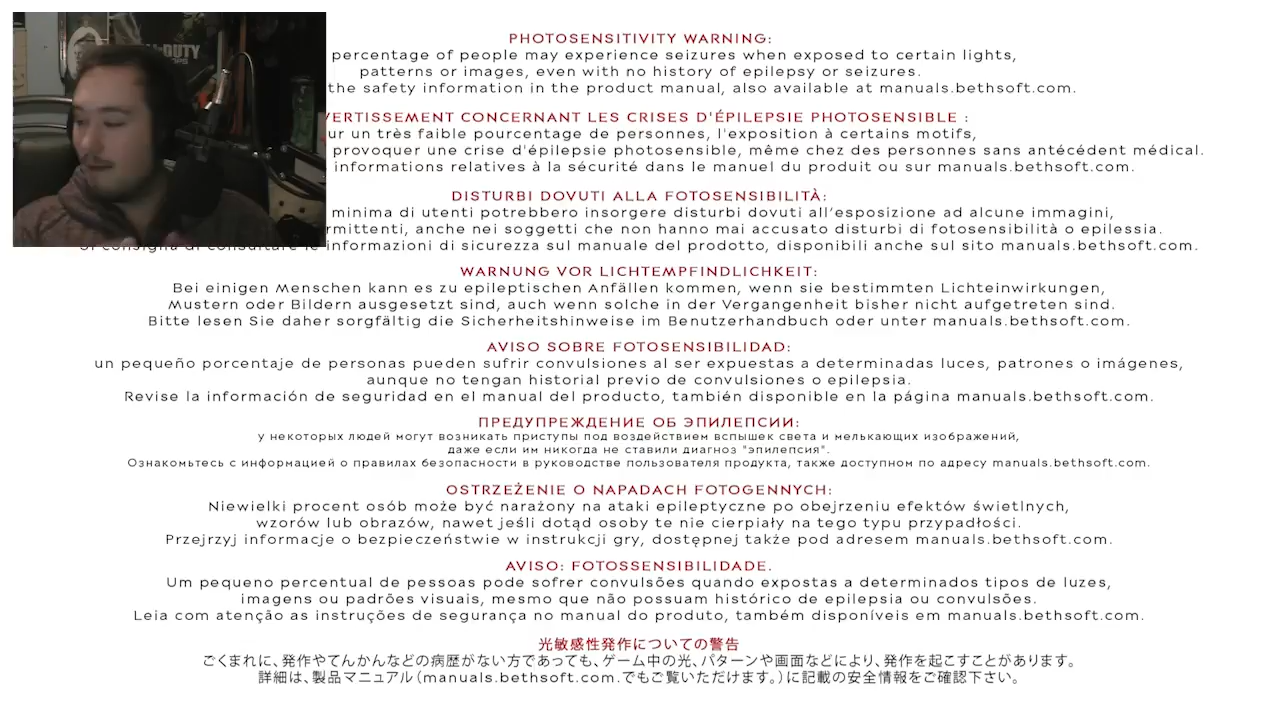 PHOTOSENSITIVITY WARNING:
percentage of people may experience seizures when exposed to certain lights,
patterns or images, even with no history of epilepsy or seizures.
the safety information in the product manual, also available at manuals.bethsoft.com.
VERTISSEMENT CONCERNANT LES CRISES D'ÉPILEPSIE PHOTOSENSIBLE :
ur un très faible pourcentage de personnes, l'exposition à certains motifs,
provoquer une crise d'épilepsie photosensible, même chez des personnes sans antécédent médical.
informations relatives à la sécurité dans le manuel du produit ou sur manuals.bethsoft.com.
DISTURBI DOVUTI ALLA FOTOSENSIBILITÀ:
minima di utenti potrebbero insorgere disturbi dovuti all'esposizione ad alcune immagini,
rmittenti, anche nei soggetti che non hanno mai accusato disturbi di fotosensibilità o epilessia.
Si consiglia di consultare le informazioni di sicurezza sul manuale del prodotto, disponibili anche sul sito manuals.bethsoft.com.
WARNUNG VOR LICHTEMPFINDLICHKEIT:
Bei einigen Menschen kann es zu epileptischen Anfällen kommen, wenn sie bestimmten Lichteinwirkungen,
Mustern oder Bildern ausgesetzt sind, auch wenn solche in der Vergangenheit bisher nicht aufgetreten sind.
Bitte lesen Sie daher sorgfältig die Sicherheitshinweise im Benutzerhandbuch oder unter manuals.bethsoft.com.
AVISO SOBRE FOTOSENSIBILIDAD:
un pequeño porcentaje de personas pueden sufrir convulsiones al ser expuestas a determinadas luces, patrones o imágenes,
aunque no tengan historial previo de convulsiones o epilepsia.
Revise la información de seguridad en el manual del producto, también disponible en la página manuals.bethsoft.com.
ПРЕДУПРЕЖДЕНИЕ ОБ ЭПИЛЕПСИИ:
у некоторых людей могут возникать приступы под воздействием вспышек света и мелькающих изображений,
даже если им никогда не ставили диагноз "эпилепсия".
Ознакомьтесь с информацией о правилах безопасности в руководстве пользователя продукта, также доступном по адресу manuals.bethsoft.com.
OSTRZEŻENIE O NAPADACH FOTOGENNYCH:
Niewielki procent osób może być narażony na ataki epileptyczne po obejrzeniu efektów świetlnych,
wzorów lub obrazów, nawet jeśli dotąd osoby te nie cierpiały na tego typu przypadłości.
Przejrzyj informacje o bezpieczeństwie w instrukcji gry, dostępnej także pod adresem manuals.bethsoft.com.
AVISO: FOTOSSENSIBILIDADE.
Um pequeno percentual de pessoas pode sofrer convulsões quando expostas a determinados tipos de luzes,
imagens ou padrões visuais, mesmo que não possuam histórico de epilepsia ou convulsões.
Leia com atenção as instruções de segurança no manual do produto, também disponíveis em manuals.bethsoft.com.
光敏感性発作についての警告
ごくまれに、発作やてんかんなどの病歴がない方であっても、ゲーム中の光、パターンや画面などにより、発作を起こすことがあります。
詳細は、製品マニュアル（manuals.bethsoft.com.でもご覧いただけます。）に記載の安全情報をご確認下さい。